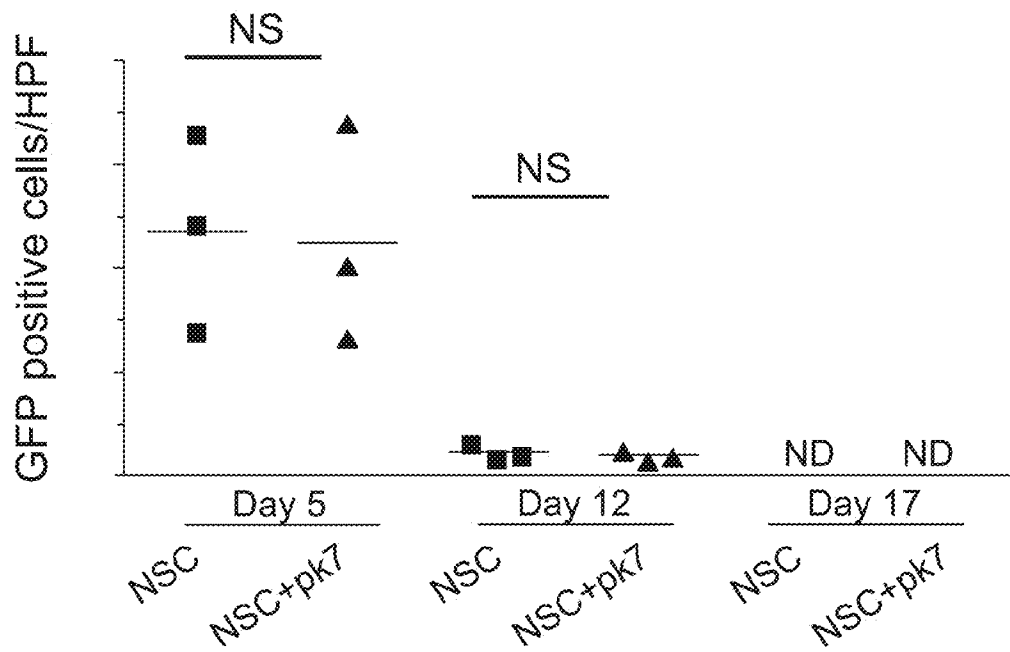 GFP positive cells/HPF
NS
NS
ND ND
Day 5 Day 12 Day 17
NSC NSC+pk7 NSC NSC+pk7 NSC NSC+pk7